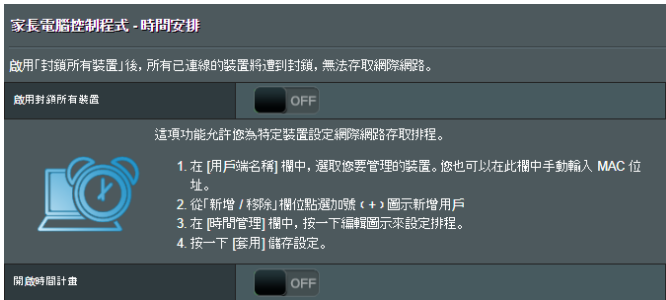 家長電腦控制程式 - 時間安排
啟用「封鎖所有裝置」後，所有已連線的裝置將遭到封鎖，無法存取網際網路。
啟用封鎖所有裝置
OFF
這項功能允許您為特定裝置設定網際網路存取排程。
1. 在 [用戶端名稱] 欄中，選取您要管理的裝置。您也可以在此欄中手動輸入 MAC 位
址。
2. 從「新增 / 移除」欄位點選加號（+）圖示新增用戶
3. 在 [時間管理] 欄中，按一下編輯圖示來設定排程。
4. 按一下 [套用] 儲存設定。
開啟時間計畫
OFF